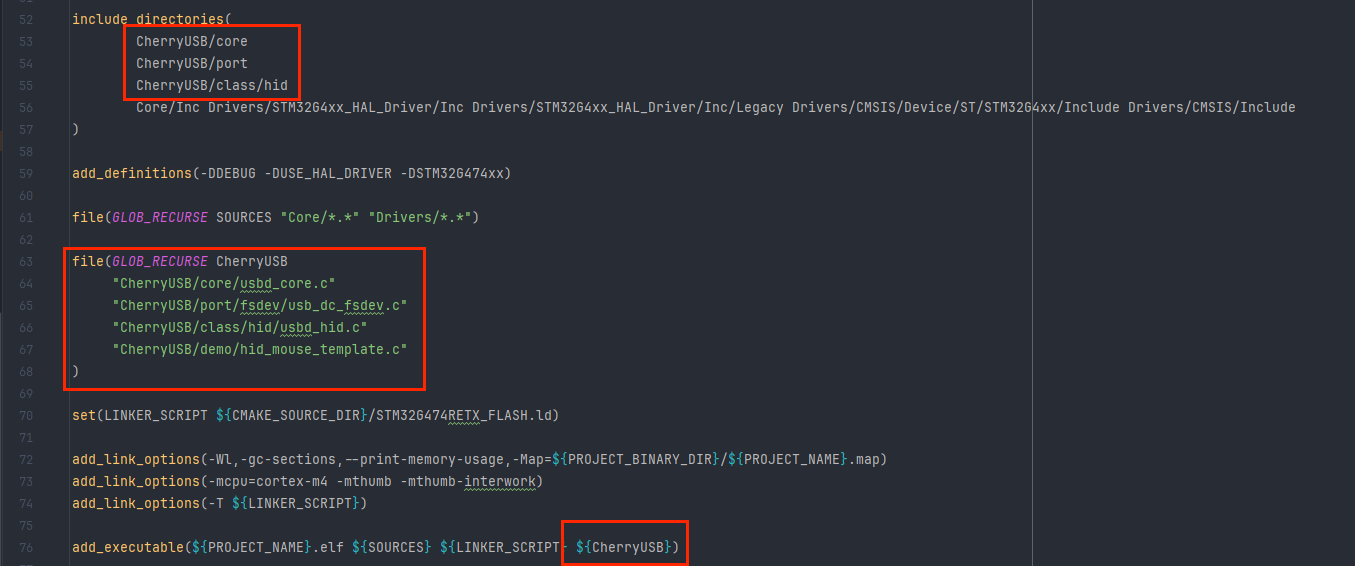 52 include_directories(
53 CherryUSB/core
54 CherryUSB/port
55 CherryUSB/class/hid
56 Core/Inc Drivers/STM32G4xx_HAL_Driver/Inc Drivers/STM32G4xx_HAL_Driver/Inc/Legacy Drivers/CMSIS/Device/ST/STM32G4xx/Include Drivers/CMSIS/Include
57 )
58
59 add_definitions(-DDEBUG -DUSE_HAL_DRIVER -DSTM32G474xx)
60
61 file(GLOB_RECURSE SOURCES "Core/*.*" "Drivers/*.*")
62
63 file(GLOB_RECURSE CherryUSB
64 "CherryUSB/core/usbd_core.c"
65 "CherryUSB/port/fsdev/usb_dc_fsdev.c"
66 "CherryUSB/class/hid/usbd_hid.c"
67 "CherryUSB/demo/hid_mouse_template.c"
68 )
69
70 set(LINKER_SCRIPT ${CMAKE_SOURCE_DIR}/STM32G474RETX_FLASH.ld)
71
72 add_link_options(-Wl,-gc-sections,--print-memory-usage,-Map=${PROJECT_BINARY_DIR}/${PROJECT_NAME}.map)
73 add_link_options(-mcpu=cortex-m4 -mthumb -mthumb-interwork)
74 add_link_options(-T ${LINKER_SCRIPT})
75
76 add_executable(${PROJECT_NAME}.elf ${SOURCES} ${LINKER_SCRIPT} ${CherryUSB})